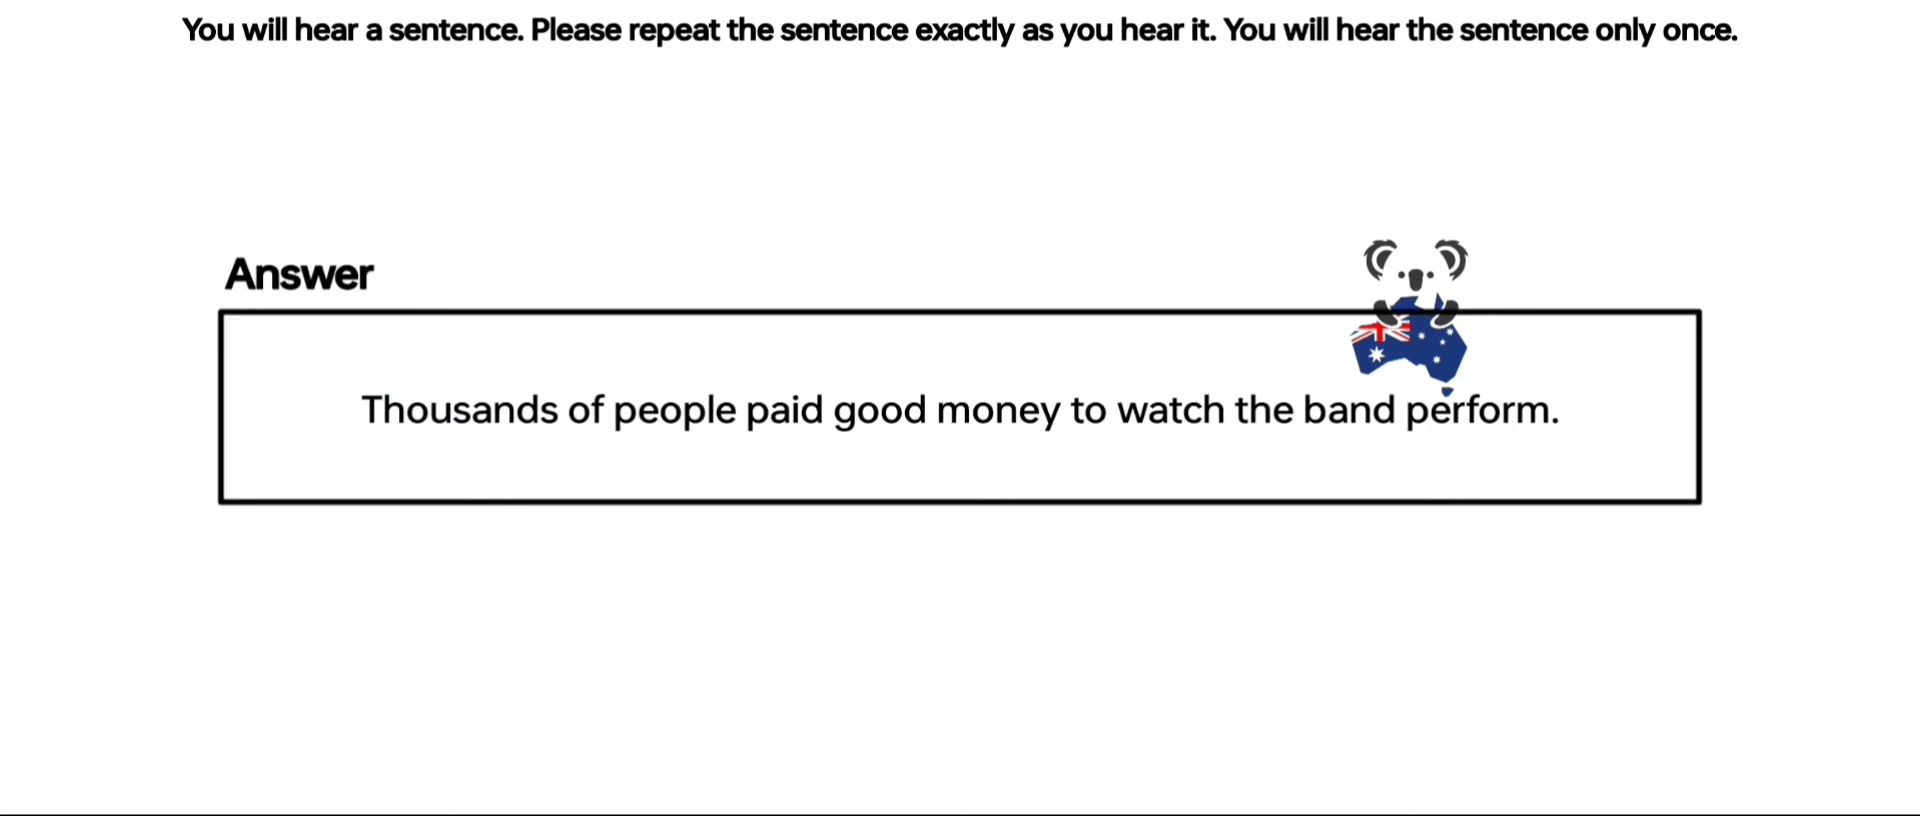 You will hear a sentence. Please repeat the sentence exactly as you hear it. You will hear the sentence only once.
Answer
Thousands of people paid good money to watch the band perform.